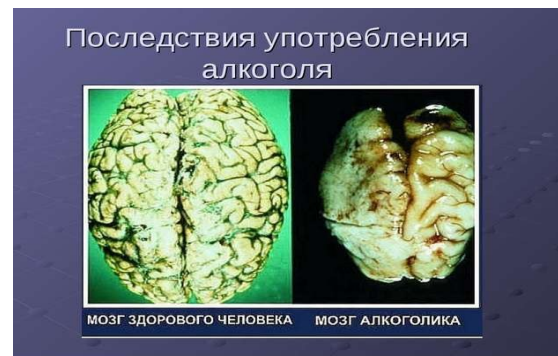 Последствия употребления
алкоголя
МОЗГ ЗДОРОВОГО ЧЕЛОВЕКА
МОЗГ АЛКОГОЛИКА